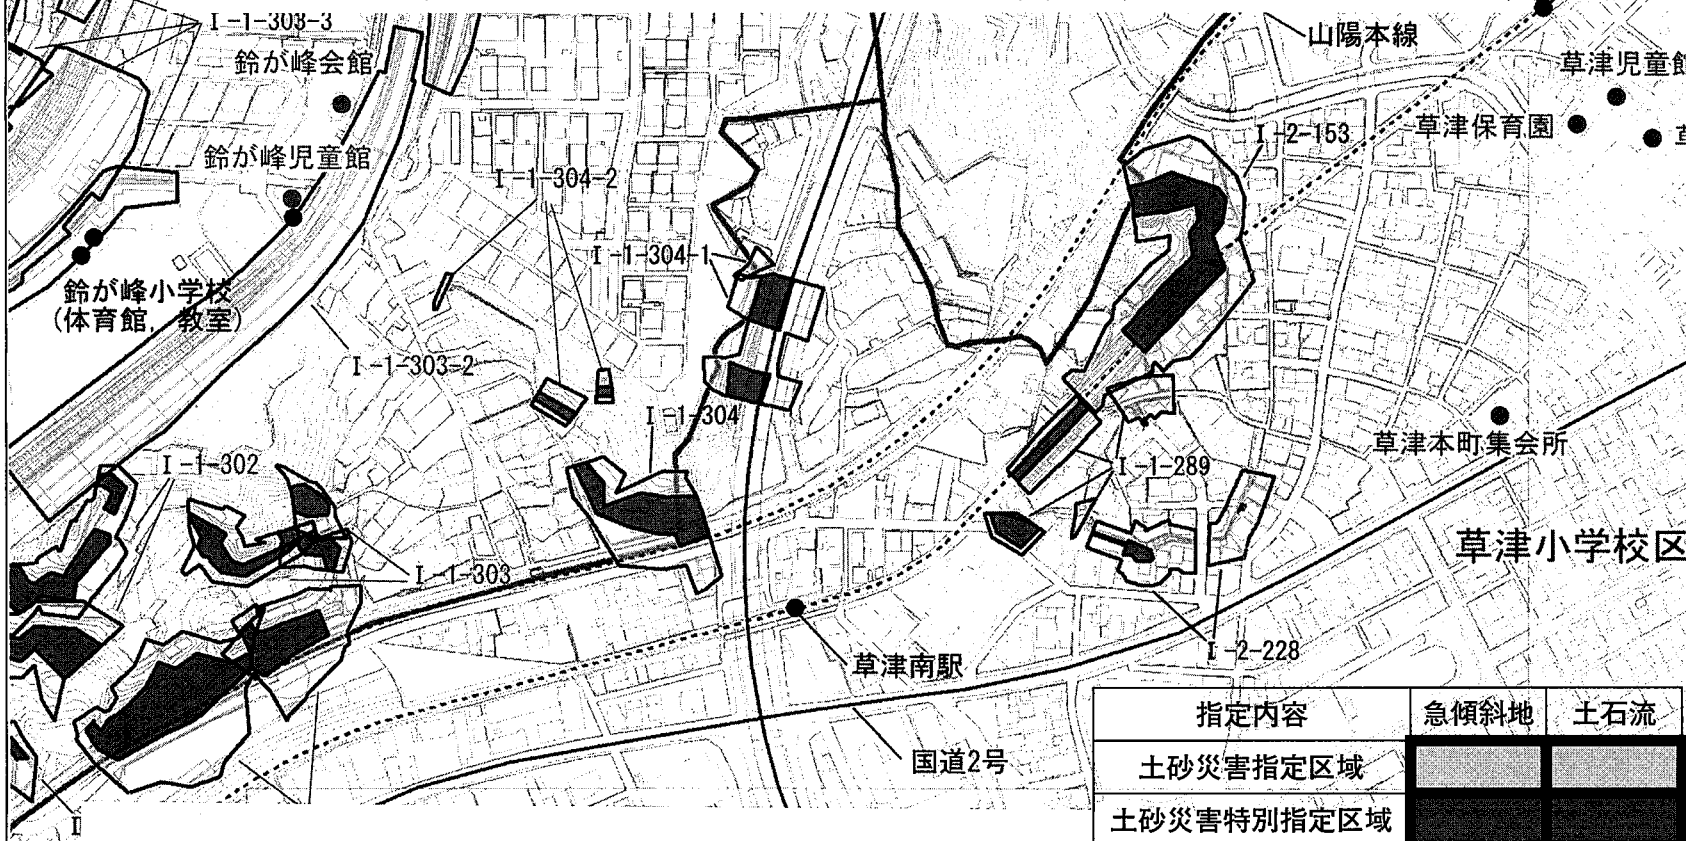 I-1-303-3
山陽本線
鈴が峰会館
草津児童館
草津保育園
I-2-153
鈴が峰児童館
I-1-304-2
I-1-304-1
鈴が峰小学校
(体育館, 教室)
I-1-303-2
I-1-304
草津本町集会所
I-1-302
I-1-289
草津小学校区
I-1-303
I-2-228
草津南駅
国道2号
指定内容 急傾斜地 土石流
土砂災害指定区域
土砂災害特別指定区域